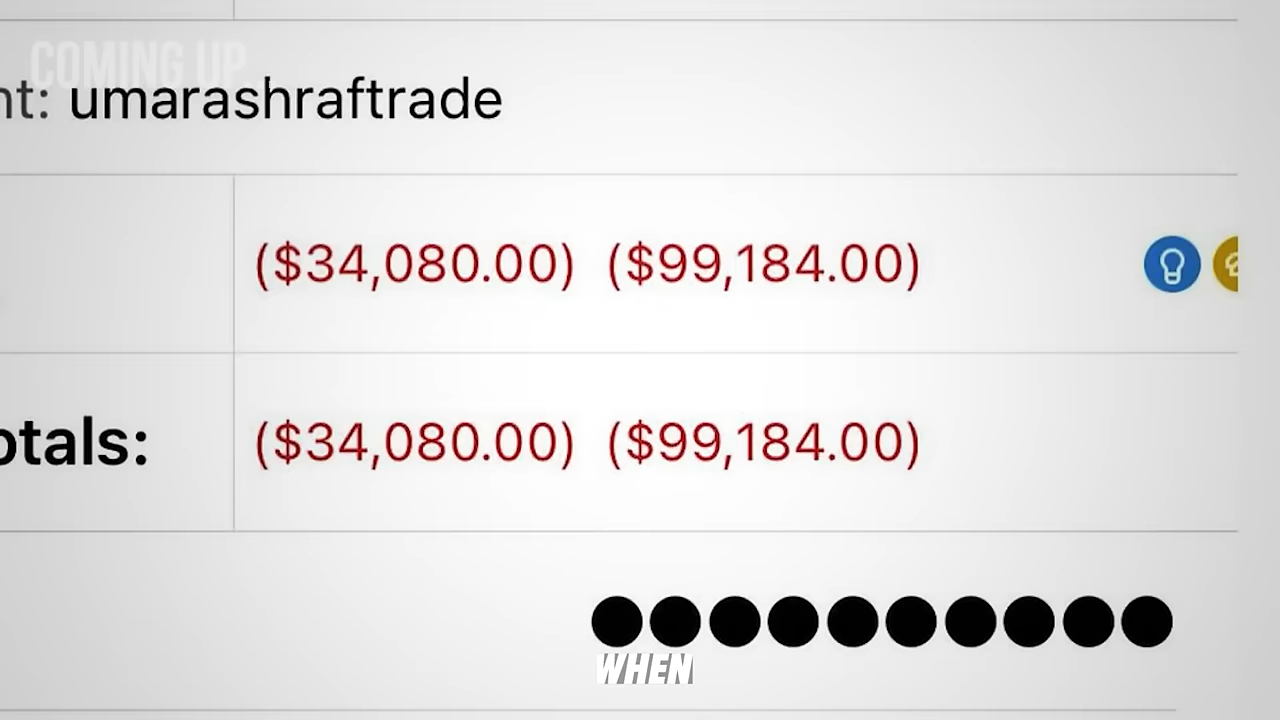 COMING UP..
nt: umarashraftrade
($34,080.00) ($99,184.00)
otals: ($34,080.00) ($99,184.00)
WHEN